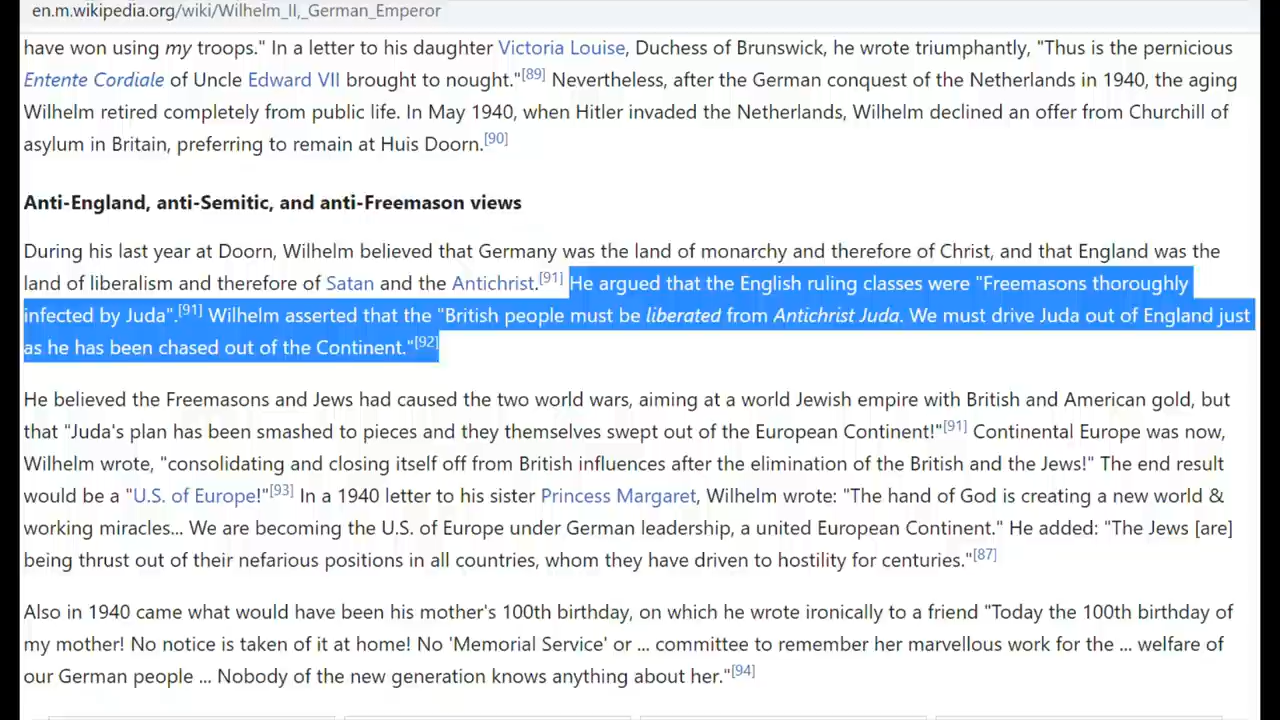 en.m.wikipedia.org/wiki/Wilhelm_II,_German_Emperor
have won using my troops." In a letter to his daughter Victoria Louise, Duchess of Brunswick, he wrote triumphantly, "Thus is the pernicious
Entente Cordiale of Uncle Edward VII brought to nought."[89] Nevertheless, after the German conquest of the Netherlands in 1940, the aging
Wilhelm retired completely from public life. In May 1940, when Hitler invaded the Netherlands, Wilhelm declined an offer from Churchill of
asylum in Britain, preferring to remain at Huis Doorn.[90]
Anti-England, anti-Semitic, and anti-Freemason views
During his last year at Doorn, Wilhelm believed that Germany was the land of monarchy and therefore of Christ, and that England was the
land of liberalism and therefore of Satan and the Antichrist.[91] He argued that the English ruling classes were "Freemasons thoroughly
infected by Juda".[91] Wilhelm asserted that the "British people must be liberated from Antichrist Juda. We must drive Juda out of England just
as he has been chased out of the Continent."[92]
He believed the Freemasons and Jews had caused the two world wars, aiming at a world Jewish empire with British and American gold, but
that "Juda's plan has been smashed to pieces and they themselves swept out of the European Continent!"[91] Continental Europe was now,
Wilhelm wrote, "consolidating and closing itself off from British influences after the elimination of the British and the Jews!" The end result
would be a "U.S. of Europe!"[93] In a 1940 letter to his sister Princess Margaret, Wilhelm wrote: "The hand of God is creating a new world &
working miracles... We are becoming the U.S. of Europe under German leadership, a united European Continent." He added: "The Jews [are]
being thrust out of their nefarious positions in all countries, whom they have driven to hostility for centuries."[87]
Also in 1940 came what would have been his mother's 100th birthday, on which he wrote ironically to a friend "Today the 100th birthday of
my mother! No notice is taken of it at home! No 'Memorial Service' or ... committee to remember her marvellous work for the ... welfare of
our German people ... Nobody of the new generation knows anything about her."[94]